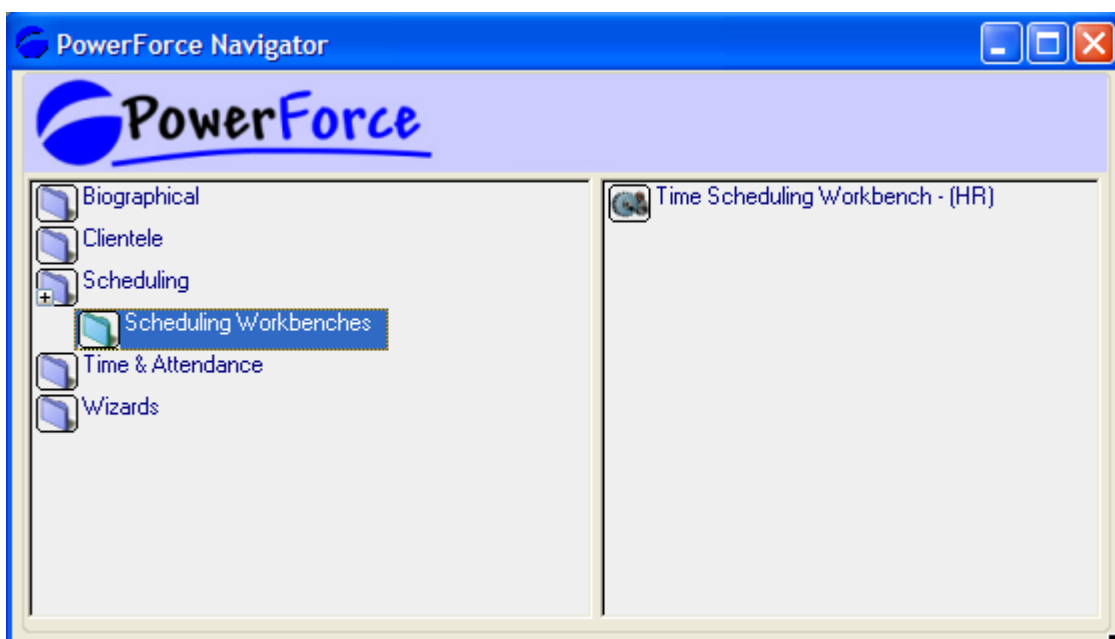 PowerForce Navigator
PowerForce
Biographical
Clientele
Scheduling
Scheduling Workbenches
Time & Attendance
Wizards
Time Scheduling Workbench - (HR)